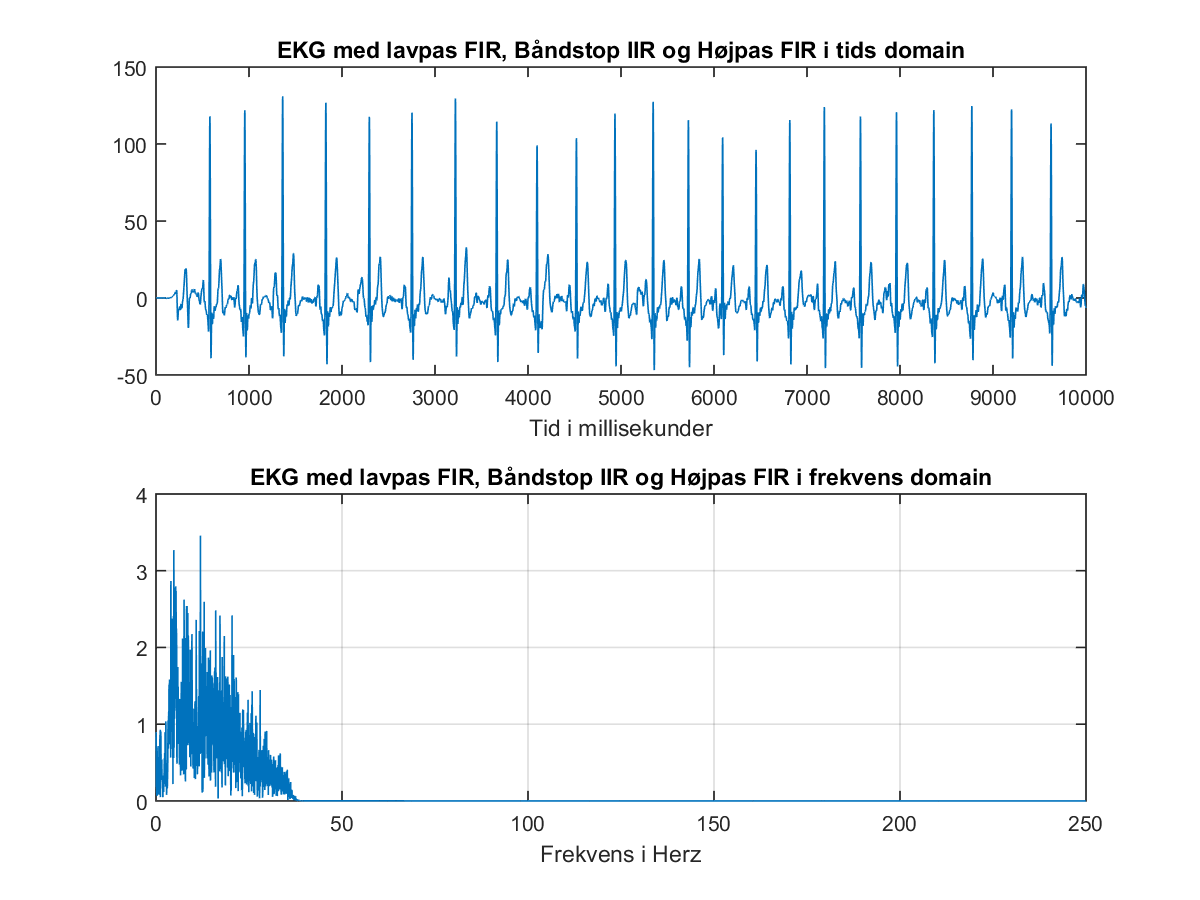 EKG med lavpas FIR, Båndstop IIR og Højpas FIR i tids domain
150
100
50
0
-50
0 1000 2000 3000 4000 5000 6000 7000 8000 9000 10000
Tid i millisekunder
EKG med lavpas FIR, Båndstop IIR og Højpas FIR i frekvens domain
4
3
2
1
0
0 50 100 150 200 250
Frekvens i Herz